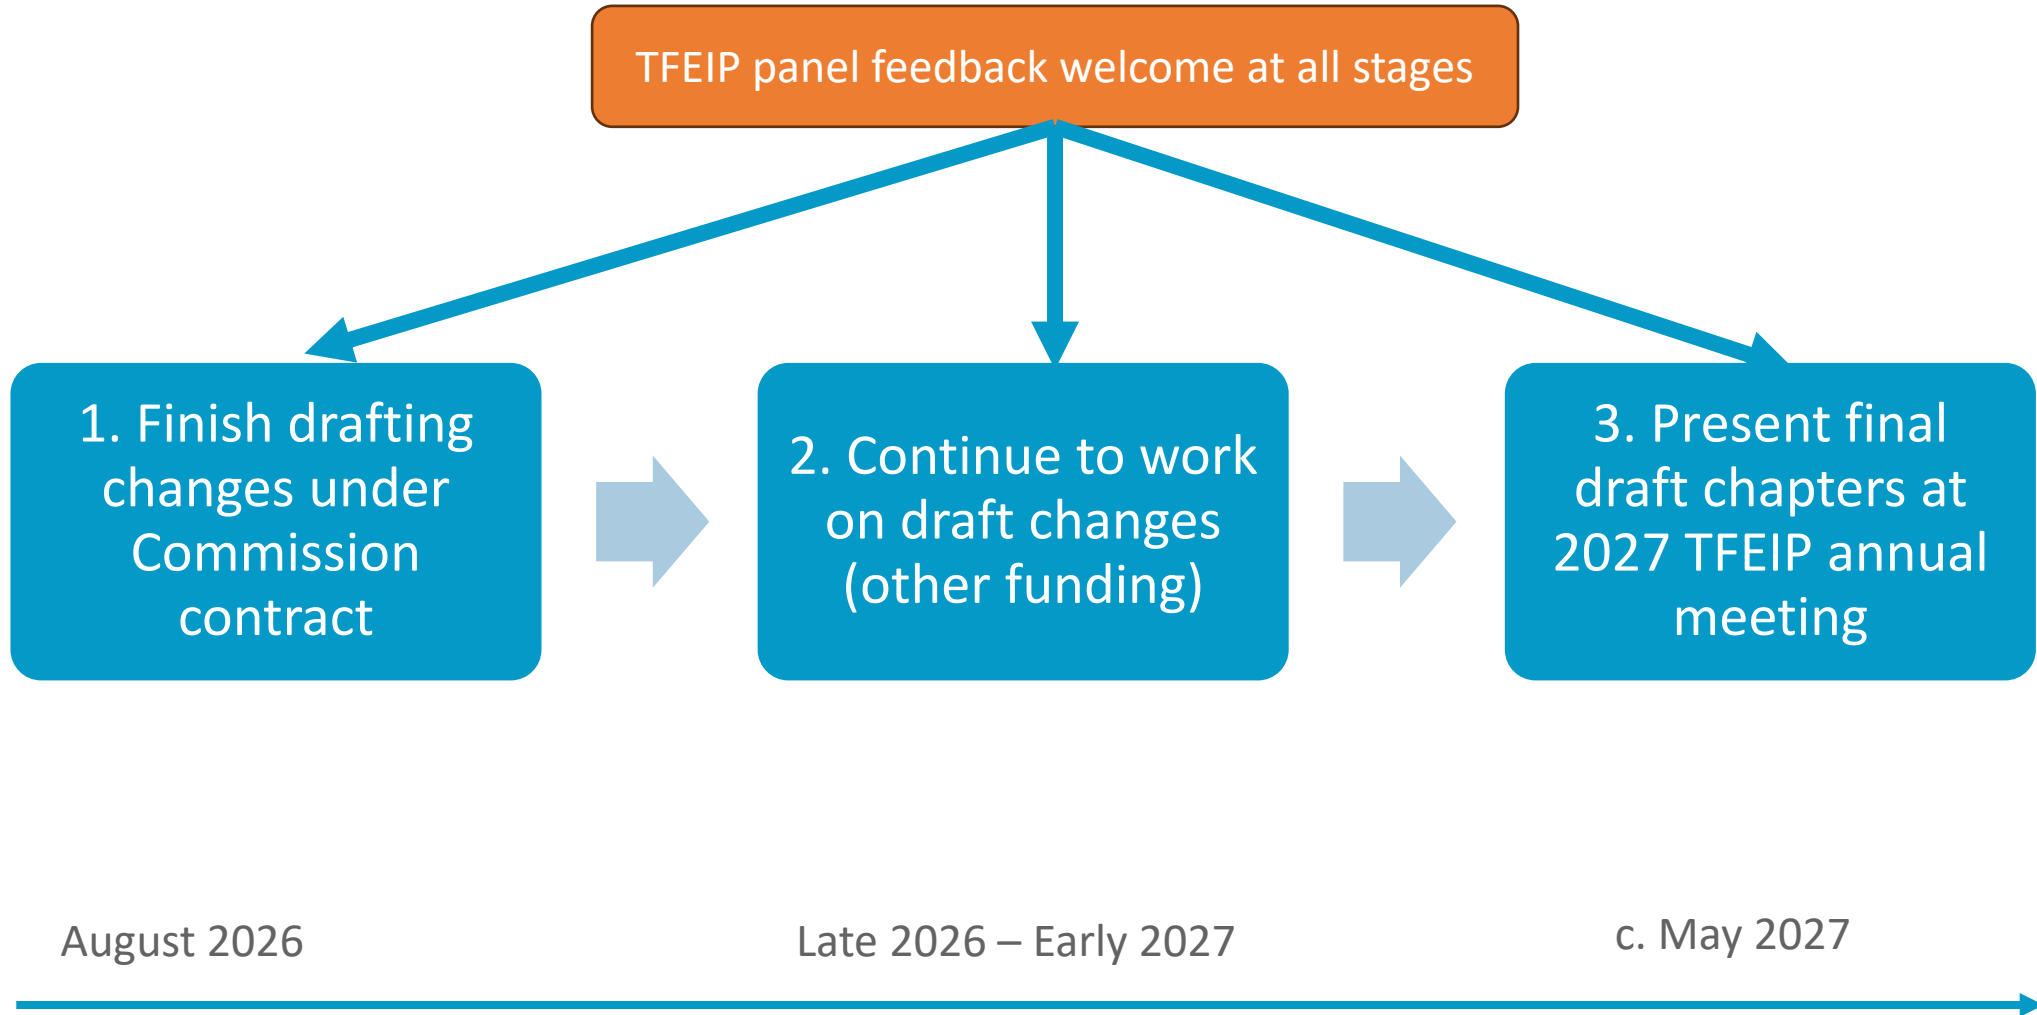 TFEIP panel feedback welcome at all stages
1. Finish drafting
changes under
Commission
contract
2. Continue to work
on draft changes
(other funding)
3. Present final
draft chapters at
2027 TFEIP annual
meeting
August 2026
Late 2026 – Early 2027
c. May 2027